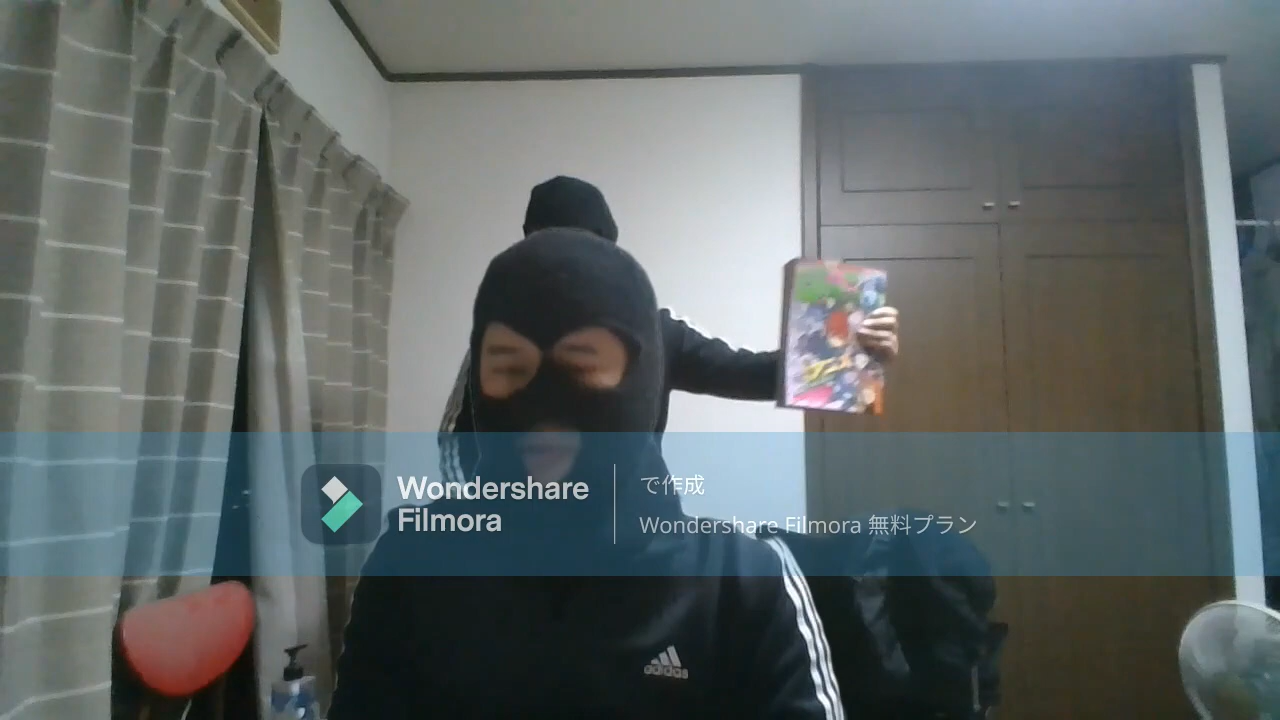 Wondershare
Filmora
で作成
Wondershare Filmora 無料プラン
adidas